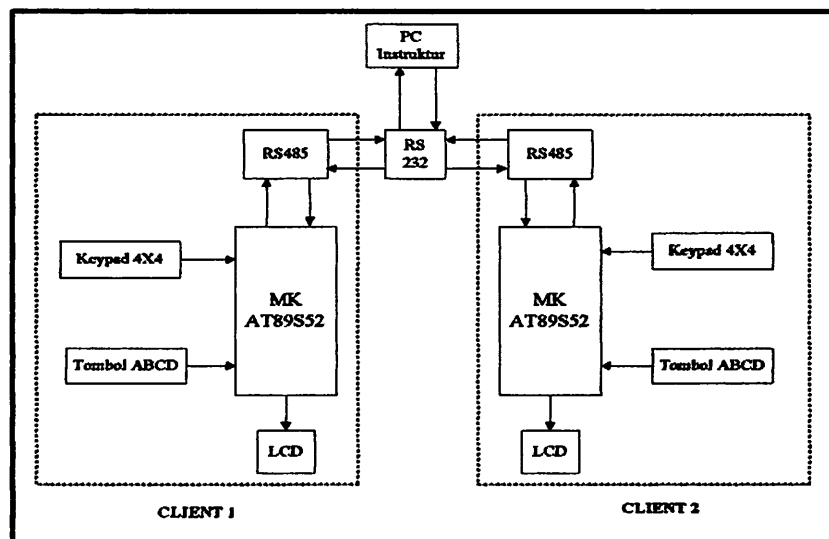 PC
Instruktur
RS485
RS
232
RS485
Keypad 4X4
MK
AT89S52
MK
AT89S52
Keypad 4X4
Tombol ABCD
Tombol ABCD
LCD
LCD
CLIENT 1
CLIENT 2